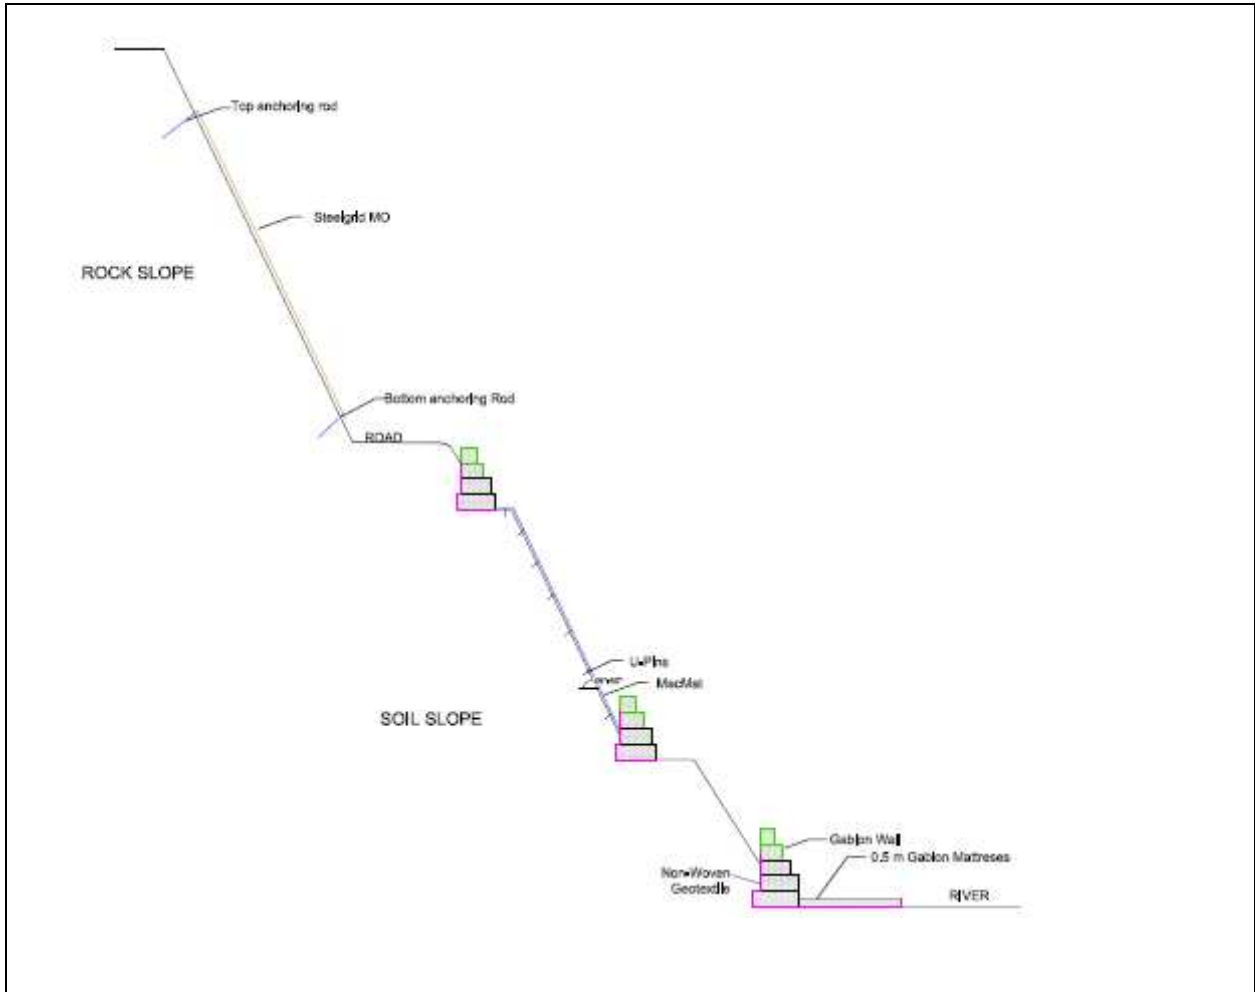 Top anchoring rod
Steelgrid MO
ROCK SLOPE
Bottom anchoring Rod
ROAD
U-Pins
MacMat
SOIL SLOPE
Gabion Wall
0.5 m Gabion Mattreses
Non-Woven
Geotextile
RIVER